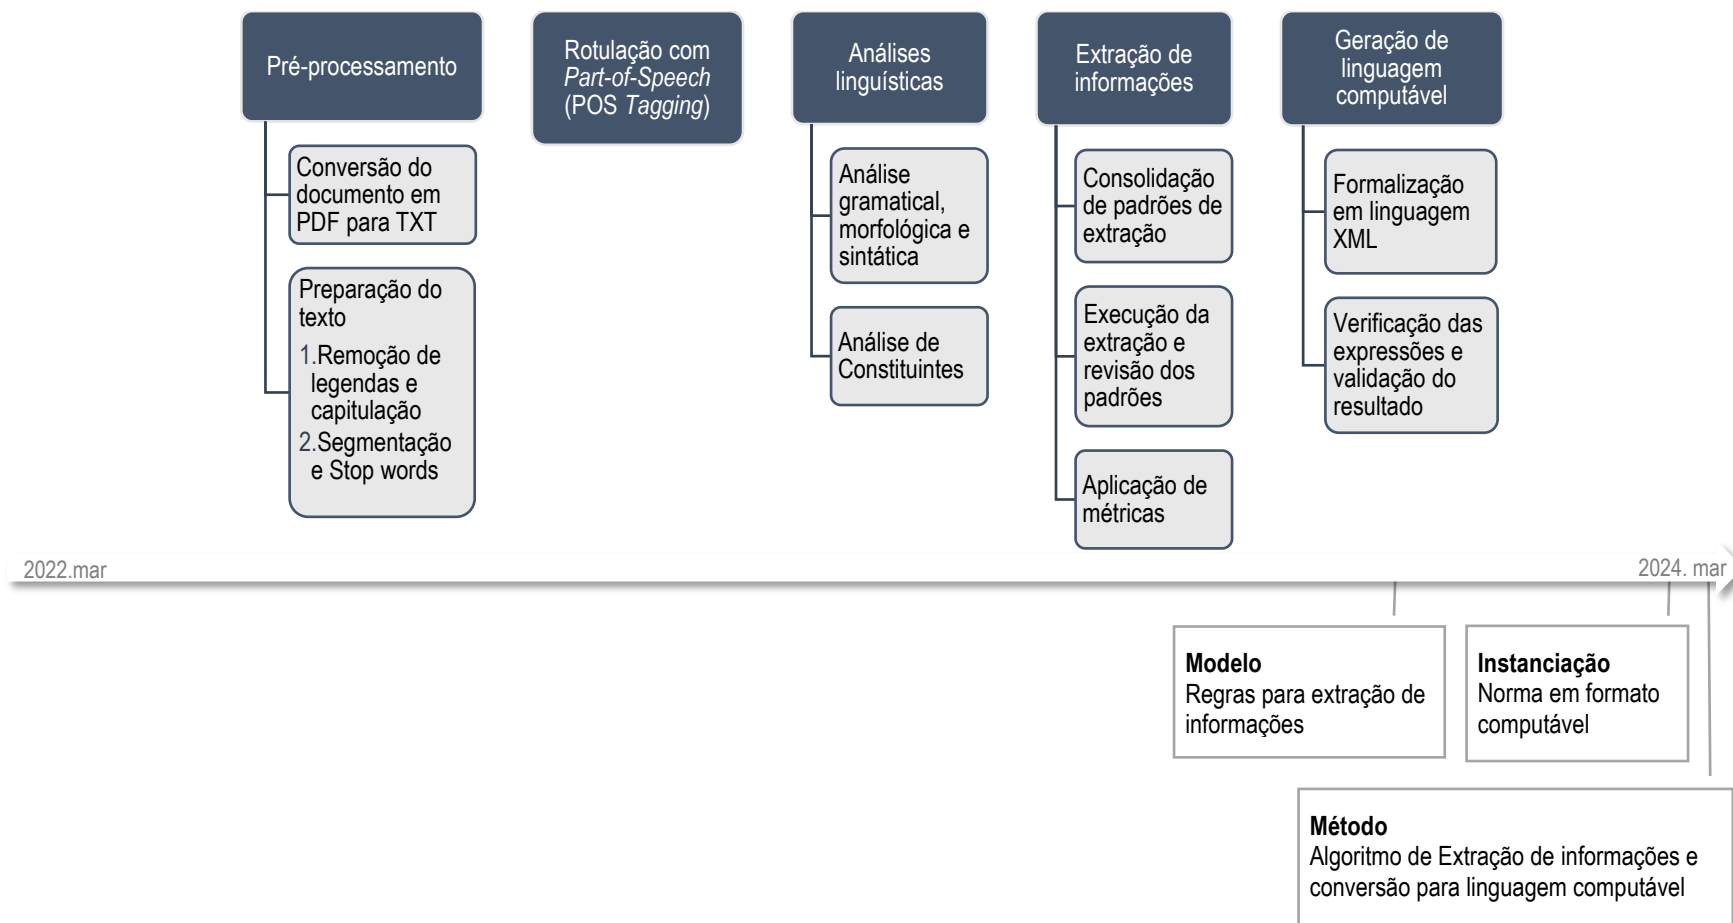 Pré-processamento
Conversão do
documento em
PDF para TXT
Preparação do
texto
1.Remoção de
legendas e
capitulação
2.Segmentação
e Stop words
Rotulação com
Part-of-Speech
(POS Tagging)
Análises
linguísticas
Análise
gramatical,
morfológica e
sintática
Análise de
Constituintes
Extração de
informações
Consolidação
de padrões de
extração
Execução da
extração e
revisão dos
padrões
Aplicação de
métricas
Geração de
linguagem
computável
Formalização
em linguagem
XML
Verificação das
expressões e
validação do
resultado
2022.mar
2024. mar
Modelo
Regras para extração de
informações
Instanciação
Norma em formato
computável
Método
Algoritmo de Extração de informações e
conversão para linguagem computável